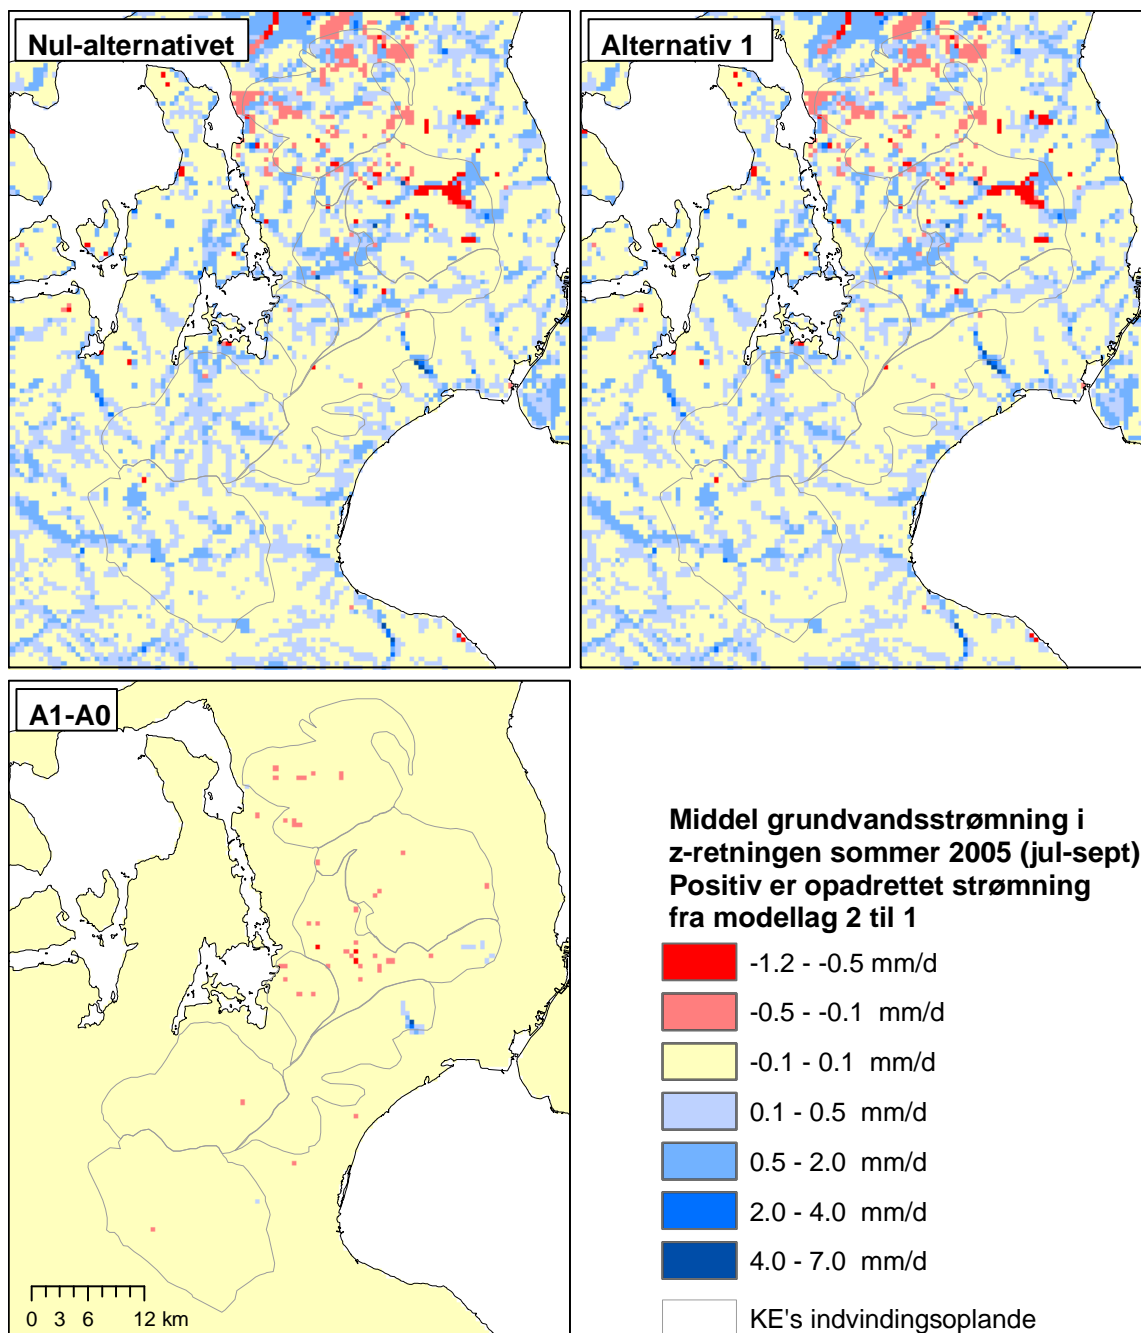 Nul-alternativet
Alternativ 1
A1-A0
Middel grundvandsstrømning i
z-retningen sommer 2005 (jul-sept)
Positiv er opadrettet strømning
fra modellag 2 til 1
-1.2 - -0.5 mm/d
-0.5 - -0.1 mm/d
-0.1 - 0.1 mm/d
0.1 - 0.5 mm/d
0.5 - 2.0 mm/d
2.0 - 4.0 mm/d
4.0 - 7.0 mm/d
KE's indvindingsoplande
0 3 6 12 km